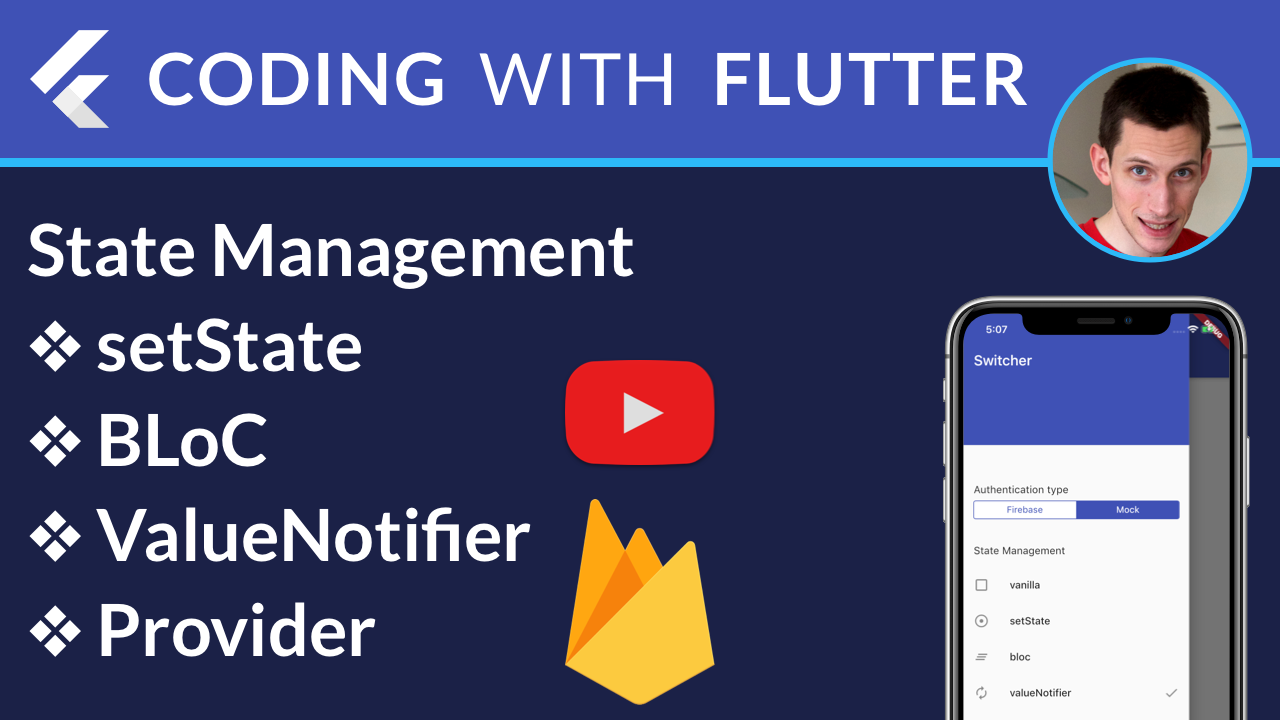 CODING WITH FLUTTER
State Management
❖ setState
❖ BLoC
❖ ValueNotifier
❖ Provider
5:07
DEBUG
Switcher
Authentication type
Firebase Mock
State Management
vanilla
setState
bloc
valueNotifier